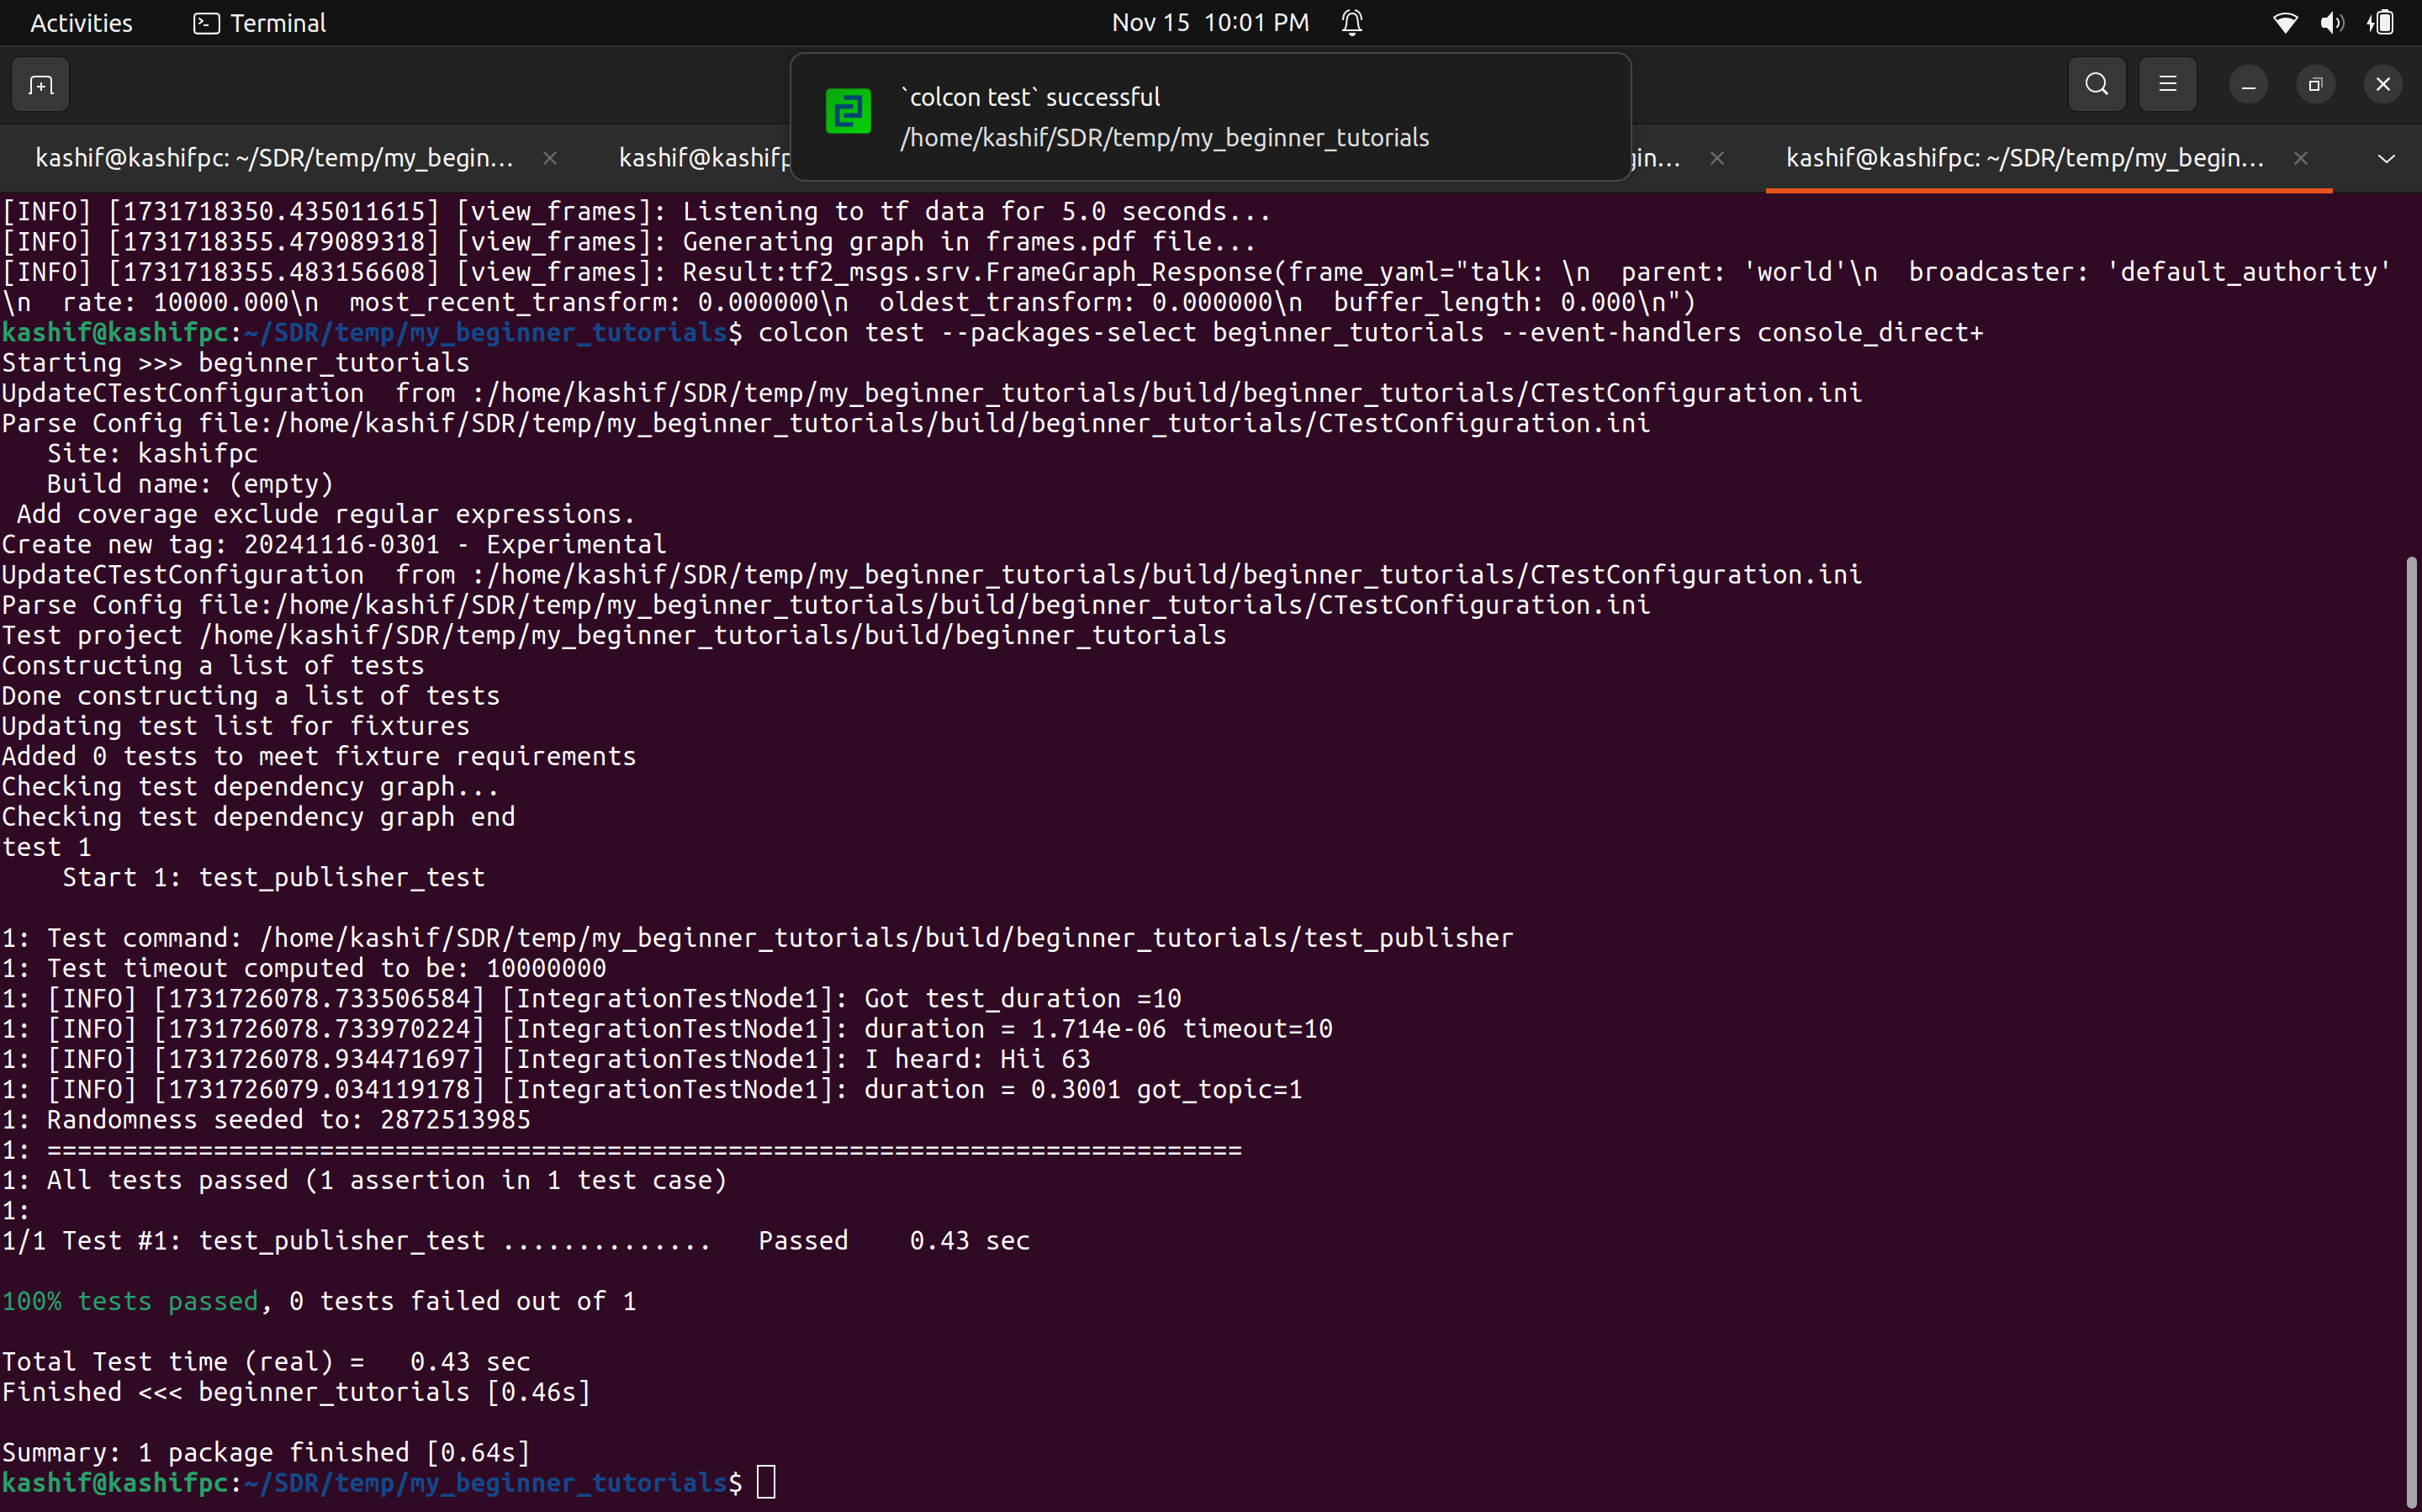 Activities Terminal Nov 15 10:01 PM
`colcon test` successful
/home/kashif/SDR/temp/my_beginner_tutorials
kashif@kashifpc: ~/SDR/temp/my_begin... kashif@kashifp gin... kashif@kashifpc: ~/SDR/temp/my_begin...
[INFO] [1731718350.435011615] [view_frames]: Listening to tf data for 5.0 seconds...
[INFO] [1731718355.479089318] [view_frames]: Generating graph in frames.pdf file...
[INFO] [1731718355.483156608] [view_frames]: Result:tf2_msgs.srv.FrameGraph_Response(frame_yaml="talk: \n  parent: 'world'\n  broadcaster: 'default_authority'
\n  rate: 10000.000\n  most_recent_transform: 0.000000\n  oldest_transform: 0.000000\n  buffer_length: 0.000\n")
kashif@kashifpc:~/SDR/temp/my_beginner_tutorials$ colcon test --packages-select beginner_tutorials --event-handlers console_direct+
Starting >>> beginner_tutorials
UpdateCTestConfiguration  from :/home/kashif/SDR/temp/my_beginner_tutorials/build/beginner_tutorials/CTestConfiguration.ini
Parse Config file:/home/kashif/SDR/temp/my_beginner_tutorials/build/beginner_tutorials/CTestConfiguration.ini
   Site: kashifpc
   Build name: (empty)
 Add coverage exclude regular expressions.
Create new tag: 20241116-0301 - Experimental
UpdateCTestConfiguration  from :/home/kashif/SDR/temp/my_beginner_tutorials/build/beginner_tutorials/CTestConfiguration.ini
Parse Config file:/home/kashif/SDR/temp/my_beginner_tutorials/build/beginner_tutorials/CTestConfiguration.ini
Test project /home/kashif/SDR/temp/my_beginner_tutorials/build/beginner_tutorials
Constructing a list of tests
Done constructing a list of tests
Updating test list for fixtures
Added 0 tests to meet fixture requirements
Checking test dependency graph...
Checking test dependency graph end
test 1
    Start 1: test_publisher_test
1: Test command: /home/kashif/SDR/temp/my_beginner_tutorials/build/beginner_tutorials/test_publisher
1: Test timeout computed to be: 10000000
1: [INFO] [1731726078.733506584] [IntegrationTestNode1]: Got test_duration =10
1: [INFO] [1731726078.733970224] [IntegrationTestNode1]: duration = 1.714e-06 timeout=10
1: [INFO] [1731726078.934471697] [IntegrationTestNode1]: I heard: Hii 63
1: [INFO] [1731726079.034119178] [IntegrationTestNode1]: duration = 0.3001 got_topic=1
1: Randomness seeded to: 2872513985
1: ===============================================================================
1: All tests passed (1 assertion in 1 test case)
1:
1/1 Test #1: test_publisher_test ..............   Passed    0.43 sec
100% tests passed, 0 tests failed out of 1
Total Test time (real) =   0.43 sec
Finished <<< beginner_tutorials [0.46s]
Summary: 1 package finished [0.64s]
kashif@kashifpc:~/SDR/temp/my_beginner_tutorials$